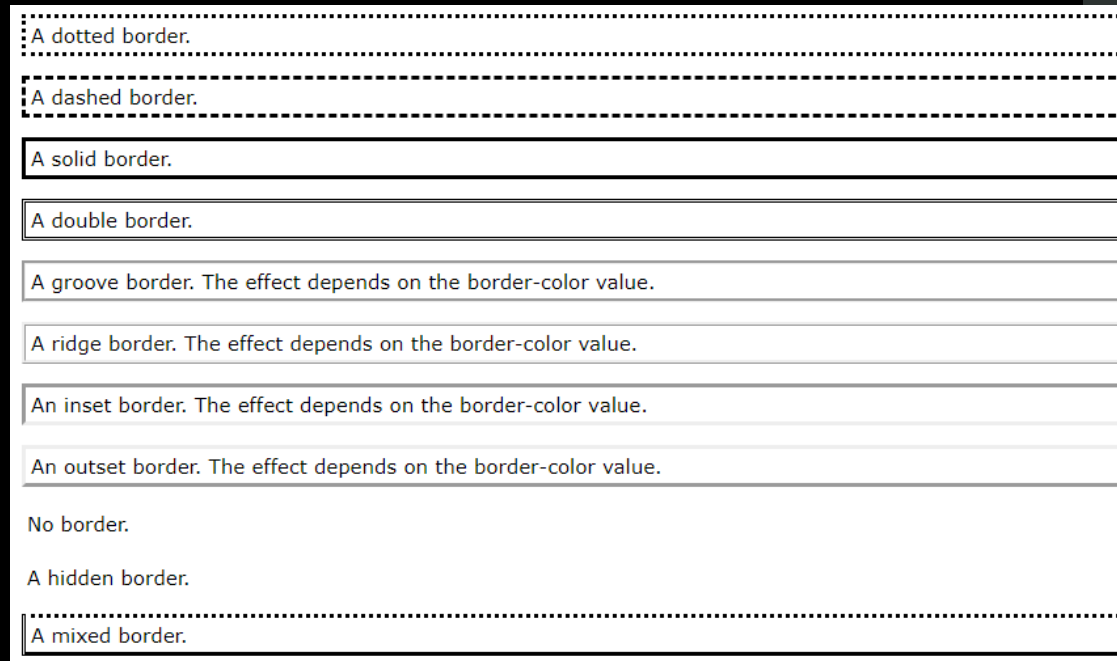 A dotted border.
A dashed border.
A solid border.
A double border.
A groove border. The effect depends on the border-color value.
A ridge border. The effect depends on the border-color value.
An inset border. The effect depends on the border-color value.
An outset border. The effect depends on the border-color value.
No border.
A hidden border.
A mixed border.